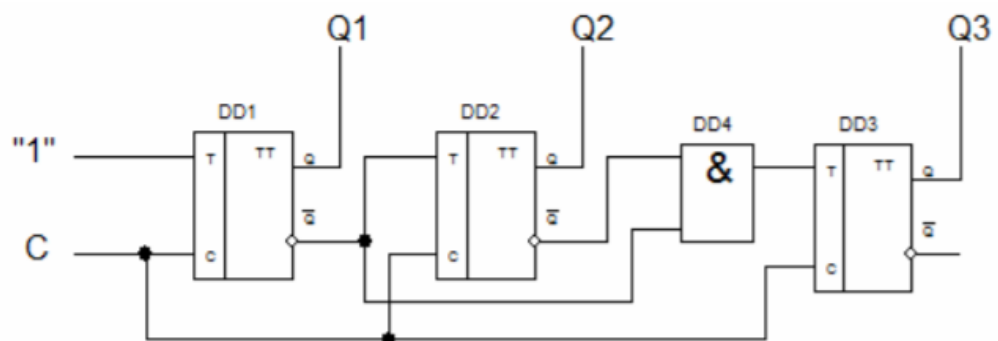 Q1
Q2
Q3
DD1
DD2
DD4
DD3
"1"
T
TT
Q
T
TT
Q
&
T
TT
Q
Q̅
Q̅
Q̅
C
C
C
C